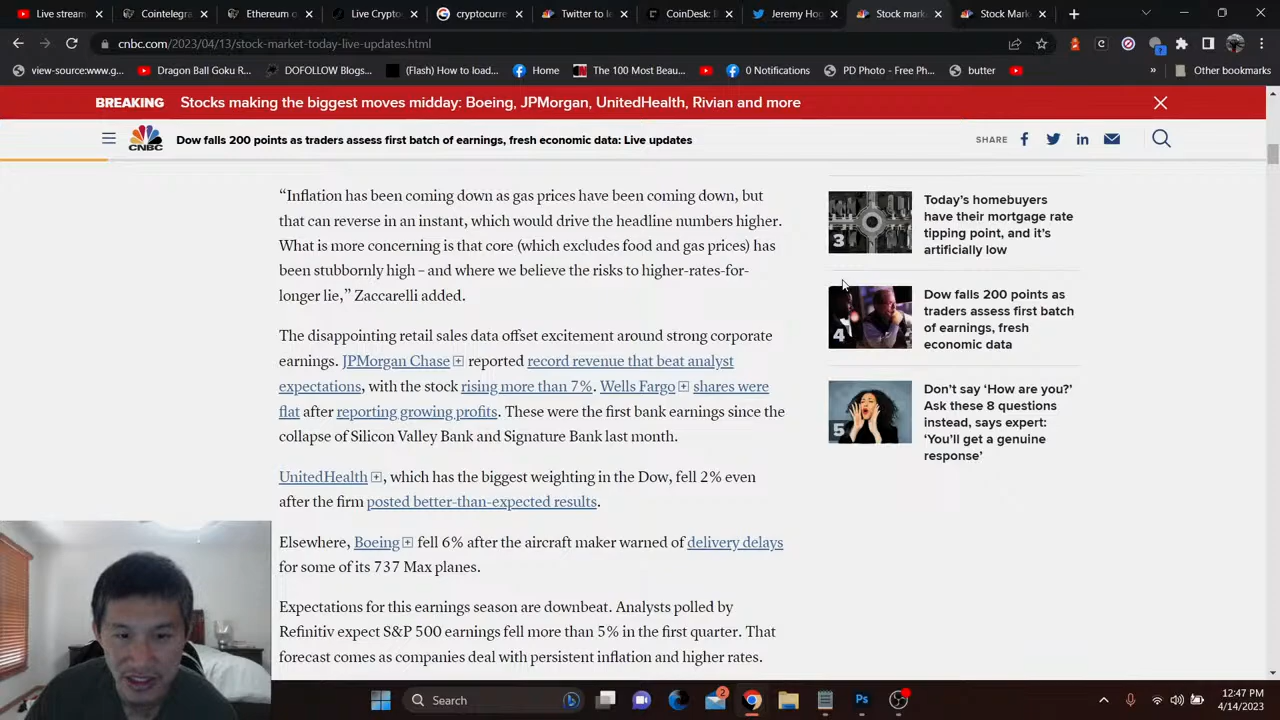 Live stream
Cointelegra
Ethereum o
Live Crypto
cryptocurre
Twitter to le
CoinDesk: B
Jeremy Hog
Stock mark
Stock Mark
cnbc.com/2023/04/13/stock-market-today-live-updates.html
view-source:www.g...
Dragon Ball Goku R...
DOFOLLOW Blogs...
(Flash) How to load...
Home
The 100 Most Beau...
0 Notifications
PD Photo - Free Ph...
butter
»
Other bookmarks
BREAKING Stocks making the biggest moves midday: Boeing, JPMorgan, UnitedHealth, Rivian and more
CNBC
Dow falls 200 points as traders assess first batch of earnings, fresh economic data: Live updates
SHARE
“Inflation has been coming down as gas prices have been coming down, but
that can reverse in an instant, which would drive the headline numbers higher.
What is more concerning is that core (which excludes food and gas prices) has
been stubbornly high – and where we believe the risks to higher-rates-for-
longer lie,” Zaccarelli added.
The disappointing retail sales data offset excitement around strong corporate
earnings. JPMorgan Chase reported record revenue that beat analyst
expectations, with the stock rising more than 7%. Wells Fargo shares were
flat after reporting growing profits. These were the first bank earnings since the
collapse of Silicon Valley Bank and Signature Bank last month.
UnitedHealth, which has the biggest weighting in the Dow, fell 2% even
after the firm posted better-than-expected results.
Elsewhere, Boeing fell 6% after the aircraft maker warned of delivery delays
for some of its 737 Max planes.
Expectations for this earnings season are downbeat. Analysts polled by
Refinitiv expect S&P 500 earnings fell more than 5% in the first quarter. That
forecast comes as companies deal with persistent inflation and higher rates.
3
Today’s homebuyers
have their mortgage rate
tipping point, and it’s
artificially low
4
Dow falls 200 points as
traders assess first batch
of earnings, fresh
economic data
5
Don’t say ‘How are you?’
Ask these 8 questions
instead, says expert:
‘You’ll get a genuine
response’
Search
2
Ps
12:47 PM
4/14/2023